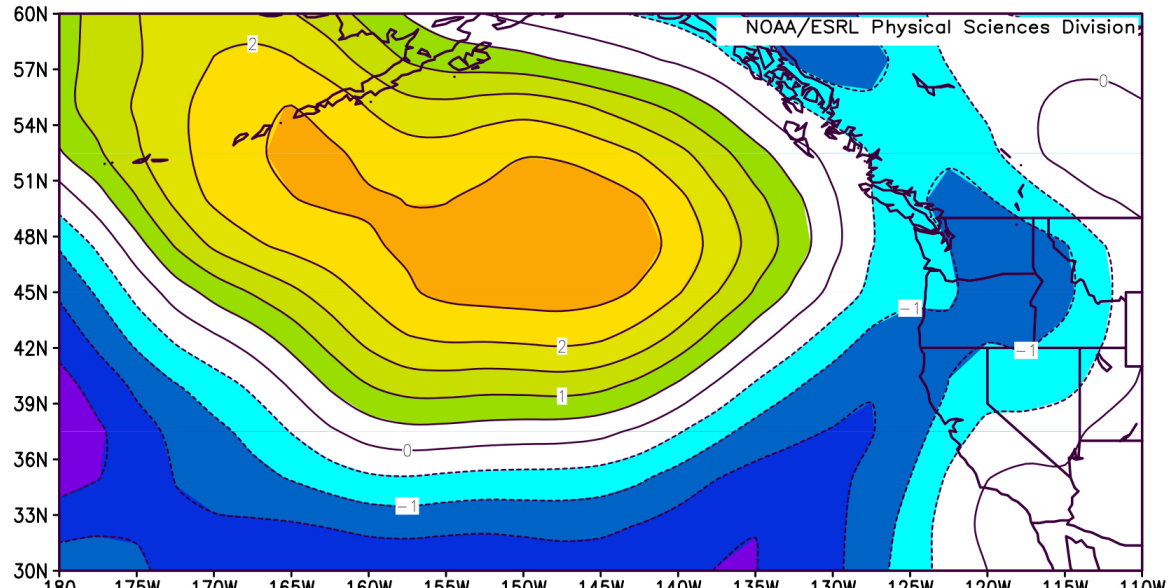 60N
NOAA/ESRL Physical Sciences Division
57N
54N
51N
48N
45N
42N
39N
36N
33N
30N
2
0
-1
-1
2
1
0
-1
180 175W 170W 165W 160W 155W 150W 145W 140W 135W 130W 125W 120W 115W 110W